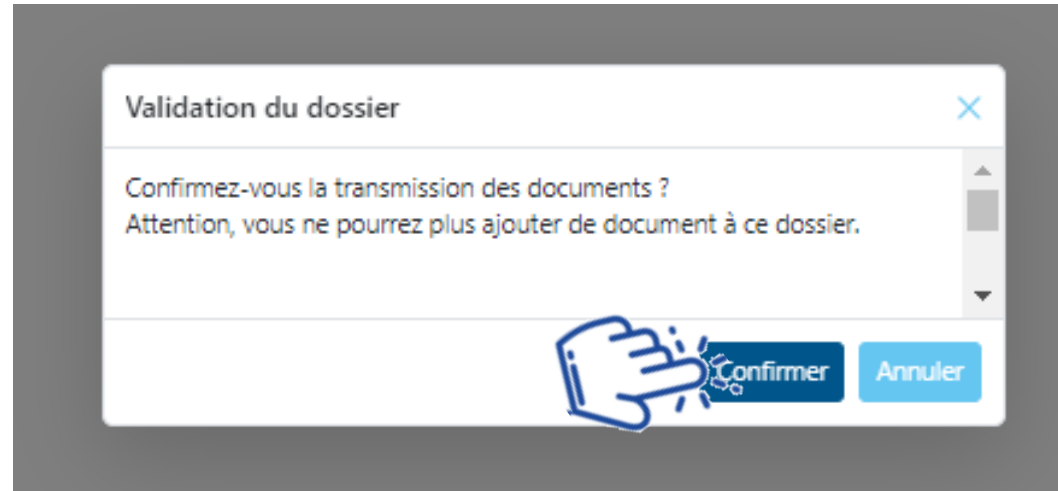 Validation du dossier
Confirmez-vous la transmission des documents ?
Attention, vous ne pourrez plus ajouter de document à ce dossier.
Confirmer
Annuler